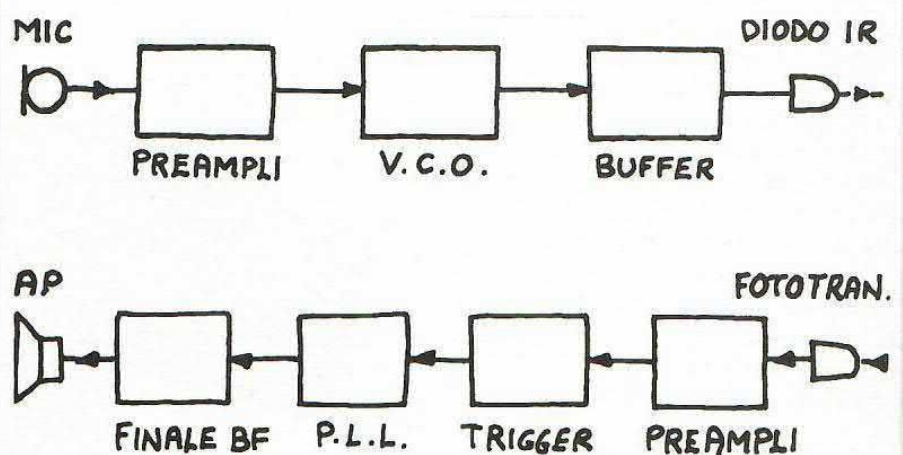 MIC
DIODO IR
PREAMPLI
V.C.O.
BUFFER
AP
FOTOTRAN.
FINALE BF
P.L.L.
TRIGGER
PREAMPLI